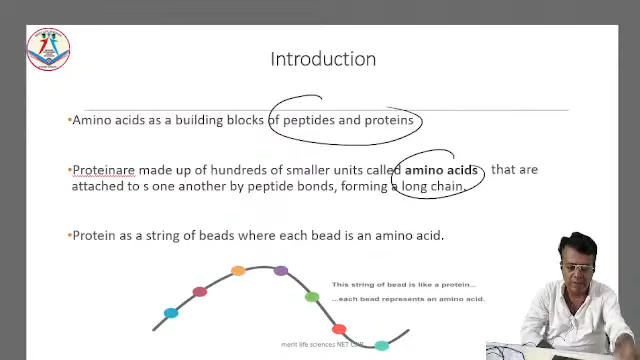 Introduction
•Amino acids as a building blocks of peptides and proteins
•Proteinare made up of hundreds of smaller units called amino acids that are
attached to s one another by peptide bonds, forming a long chain.
•Protein as a string of beads where each bead is an amino acid.
This string of bead is like a protein...
...each bead represents an amino acid.
merit life sciences NET CSIR